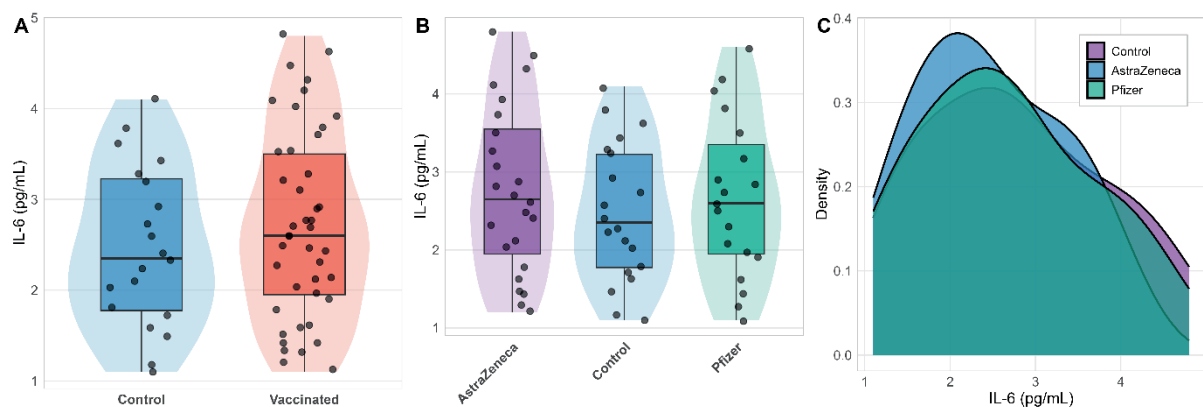 A
IL-6 (pg/mL)
5
4
3
2
1
Control
Vaccinated
B
IL-6 (pg/mL)
5
4
3
2
1
AstraZeneca
Control
Pfizer
C
Density
0.4
0.3
0.2
0.1
0.0
1
2
3
4
IL-6 (pg/mL)
Control
AstraZeneca
Pfizer